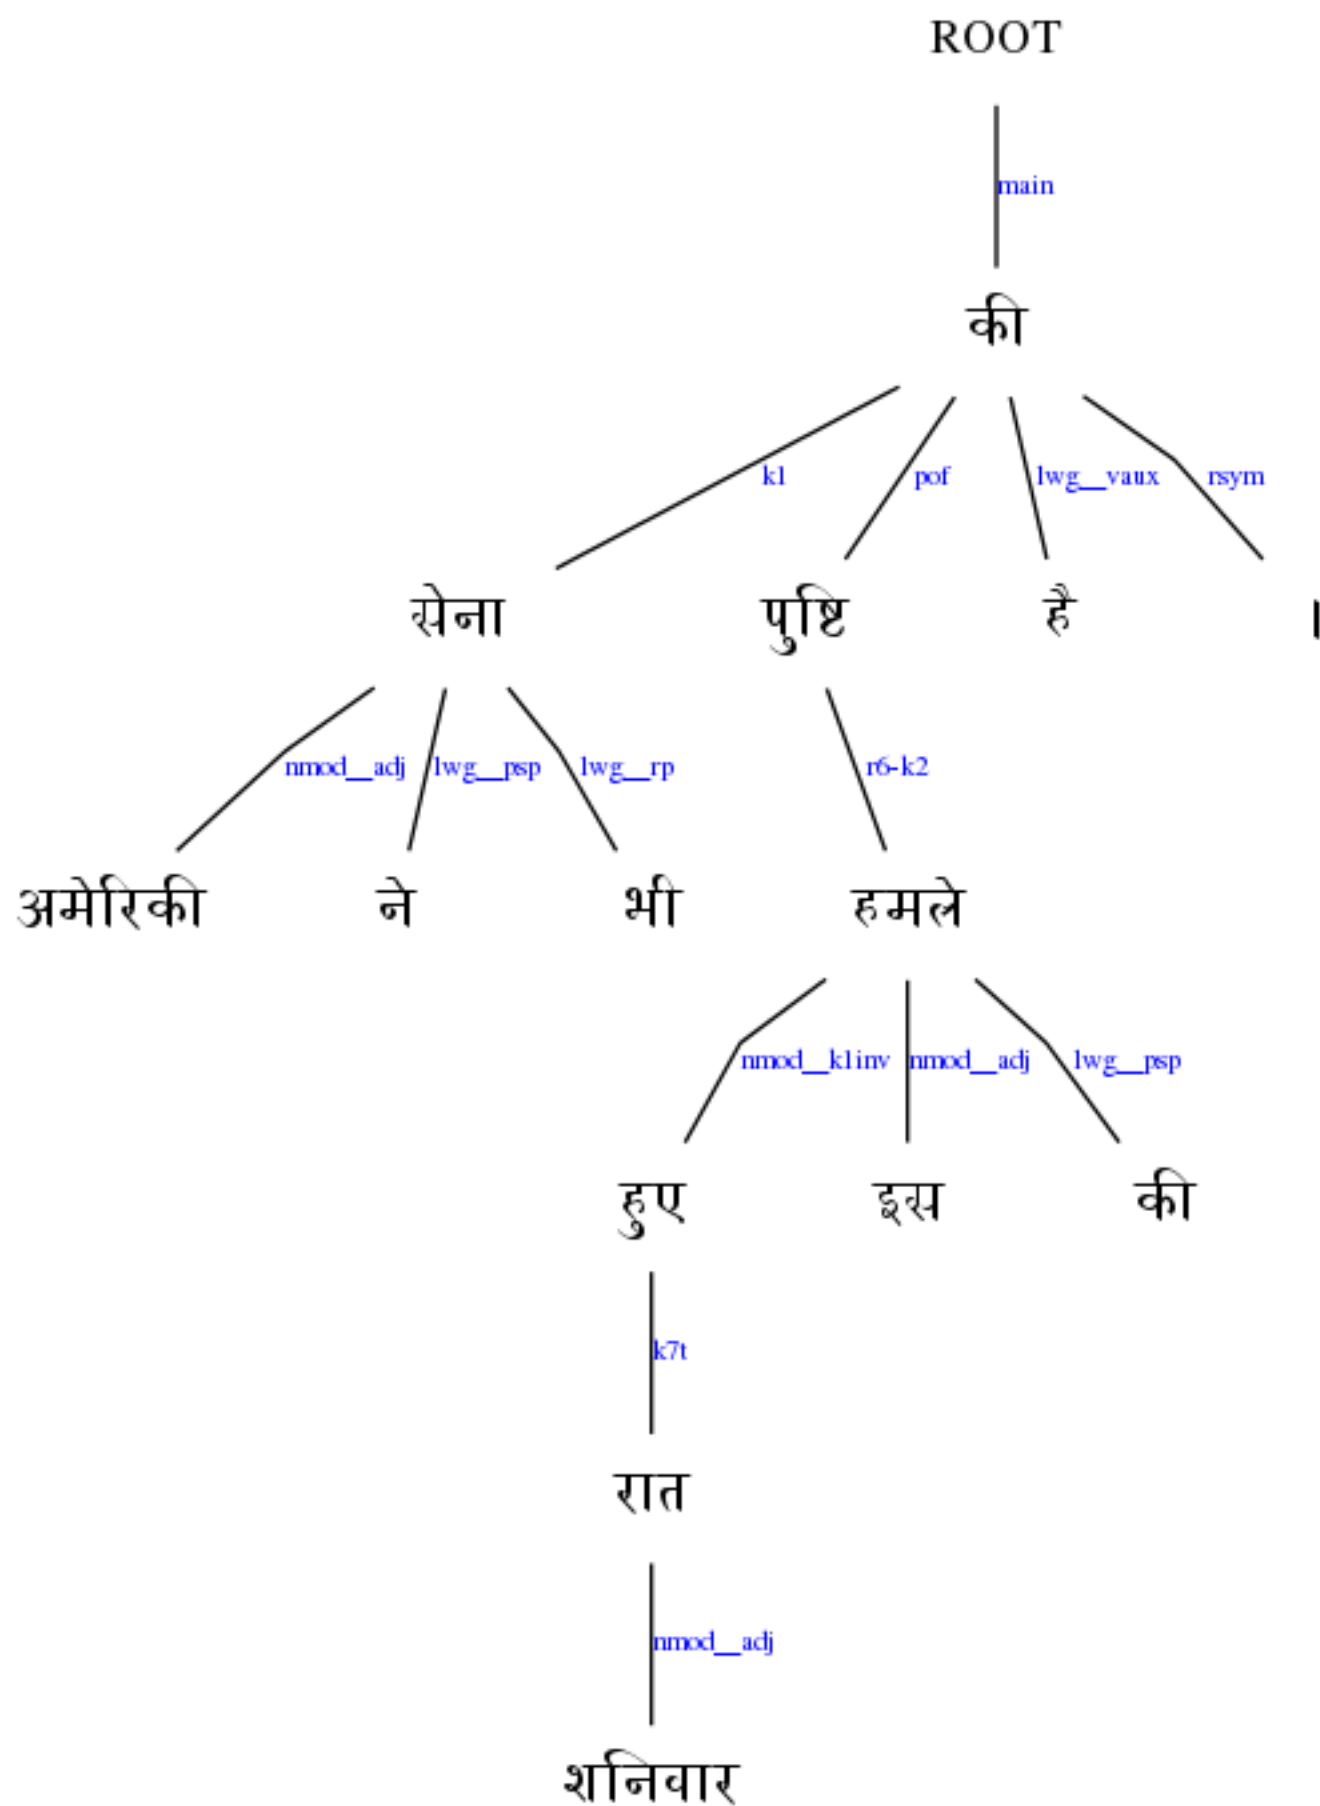 ROOT
main
की
k1 pof lwg__vaux rsym
सेना पुष्टि है ।
nmod__adj lwg__psp lwg__rp r6-k2
अमेरिकी ने भी हमले
nmod__k1inv nmod__adj lwg__psp
हुए इस की
k7t
रात
nmod__adj
शनिवार